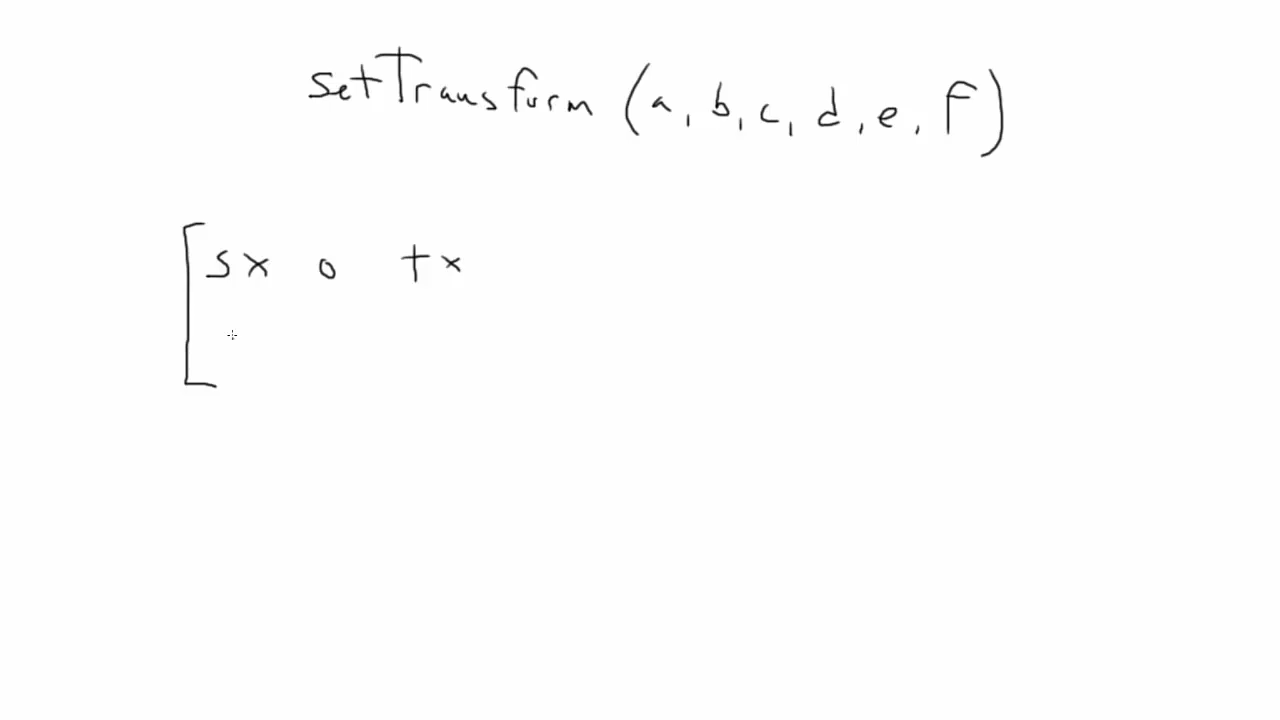 setTransform (a, b, c, d, e, f)
[ sx 0 tx